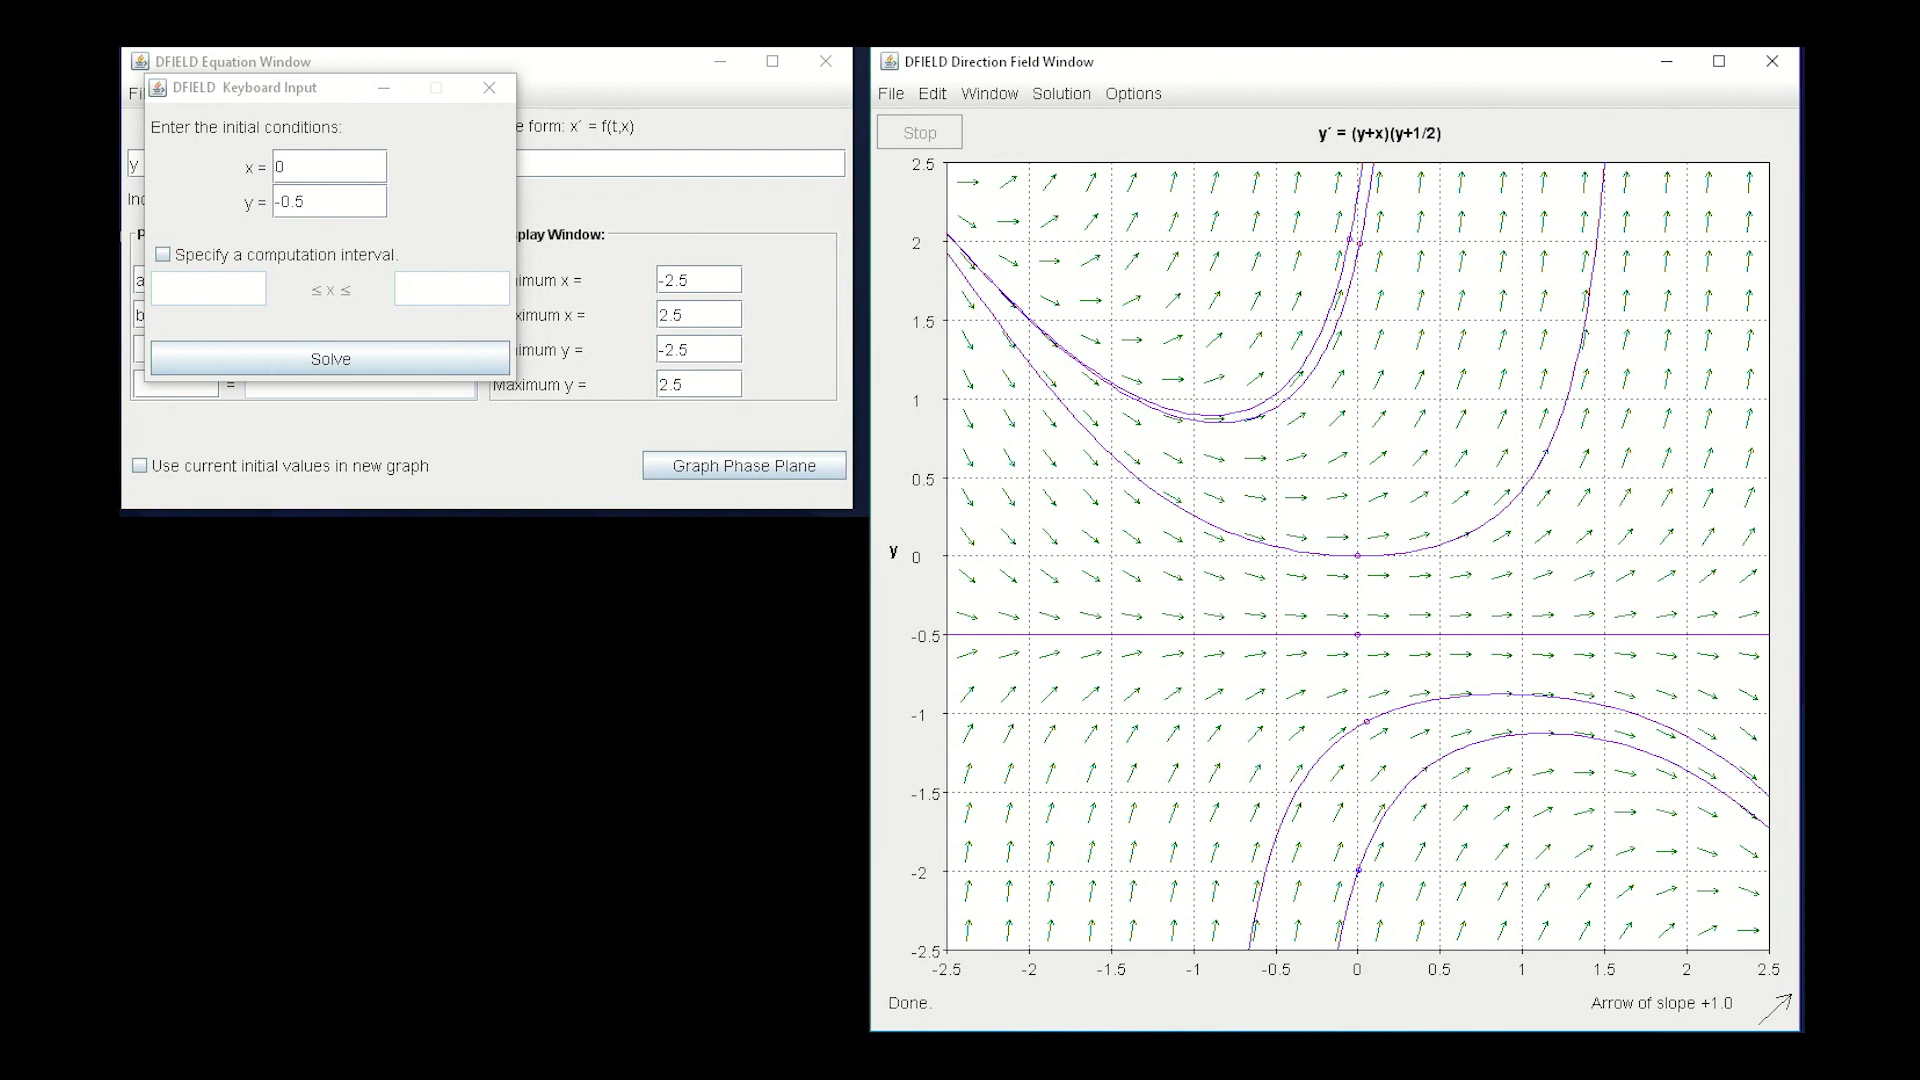 DFIELD Equation Window
DFIELD Keyboard Input
Enter the initial conditions:
e form: x´ = f(t,x)
x = 0
y
y = -0.5
Specify a computation interval.
play Window:
≤ x ≤
Solve
imum x = -2.5
ximum x = 2.5
imum y = -2.5
=
Maximum y = 2.5
Use current initial values in new graph
Graph Phase Plane
DFIELD Direction Field Window
File Edit Window Solution Options
Stop
y´ = (y+x)(y+1/2)
2.5
2
1.5
1
0.5
y
0
-0.5
-1
-1.5
-2
-2.5
-2.5 -2 -1.5 -1 -0.5 0 0.5 1 1.5 2 2.5
Done.
Arrow of slope +1.0